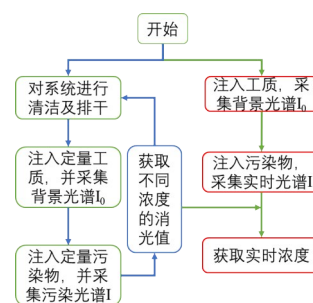 开始
对系统进行
清洁及排干
注入定量工
质，并采集
背景光谱I₀
注入定量污
染物，并采
集污染光谱I
获取
不同
浓度
的消
光值
注入工质，采
集背景光谱I₀
注入污染物，
采集实时光谱I
获取实时浓度